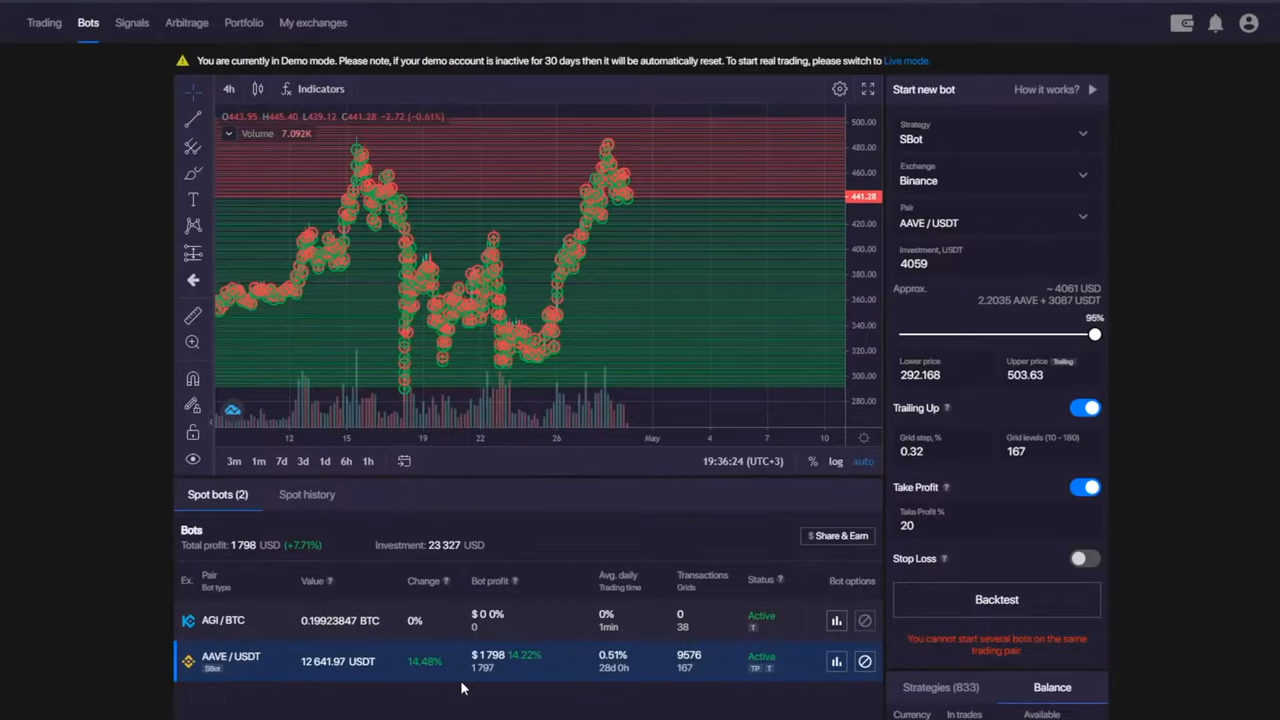 Trading Bots Signals Arbitrage Portfolio My exchanges
You are currently in Demo mode. Please note, if your demo account is inactive for 30 days then it will be automatically reset. To start real trading, please switch to Live mode.
4h Indicators
O443.95 H445.40 L439.12 C441.28 −2.72 (−0.61%)
Volume 7.092K
500.00
480.00
460.00
441.28
420.00
400.00
380.00
360.00
340.00
320.00
300.00
280.00
12 15 19 22 26 May 4 7 10
3m 1m 7d 3d 1d 6h 1h 19:36:24 (UTC+3) % log auto
Start new bot How it works?
Strategy
SBot
Exchange
Binance
Pair
AAVE / USDT
Investment, USDT
4059
Approx. ~ 4061 USD
2.2035 AAVE + 3087 USDT
95%
Lower price Upper price Trailing
292.168 503.63
Trailing Up ?
Grid step, % Grid levels (10 - 180)
0.32 167
Take Profit ?
Take Profit %
20
Stop Loss ?
Backtest
You cannot start several bots on the same
trading pair
Strategies (833) Balance
Currency In trades Available
Spot bots (2) Spot history
Bots
Total profit: 1 798 USD (+7.71%) Investment: 23 327 USD
$ Share & Earn
Ex. Pair Value ? Change ? Bot profit ? Avg. daily Transactions Status ? Bot options
Bot type Trading time Grids
AGI / BTC 0.19923847 BTC 0% $ 0 0% 0% 0 Active
0 1min 38 T
AAVE / USDT 12 641.97 USDT 14.48% $ 1 798 14.22% 0.51% 9576 Active
SBot 1 797 28d 0h 167 TP T